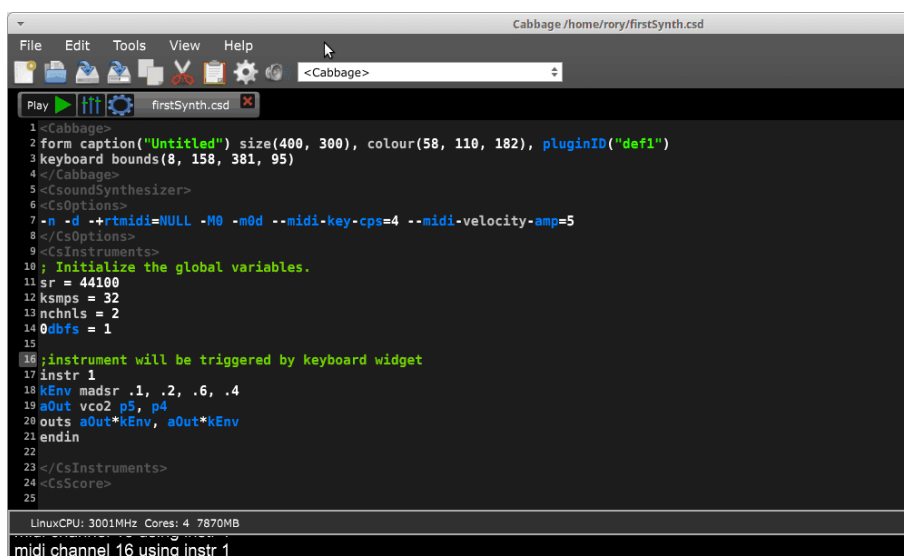 Cabbage /home/rory/firstSynth.csd
File Edit Tools View Help
<Cabbage>
Play firstSynth.csd
1 <Cabbage>
2 form caption("Untitled") size(400, 300), colour(58, 110, 182), pluginID("def1")
3 keyboard bounds(8, 158, 381, 95)
4 </Cabbage>
5 <CsoundSynthesizer>
6 <CsOptions>
7 -n -d -+rtmidi=NULL -M0 -m0d --midi-key-cps=4 --midi-velocity-amp=5
8 </CsOptions>
9 <CsInstruments>
10 ; Initialize the global variables.
11 sr = 44100
12 ksmps = 32
13 nchnls = 2
14 0dbfs = 1
15
16 ;instrument will be triggered by keyboard widget
17 instr 1
18 kEnv madsr .1, .2, .6, .4
19 aOut vco2 p5, p4
20 outs aOut*kEnv, aOut*kEnv
21 endin
22
23 </CsInstruments>
24 <CsScore>
25
LinuxCPU: 3001MHz Cores: 4 7870MB
midi channel 16 using instr 1